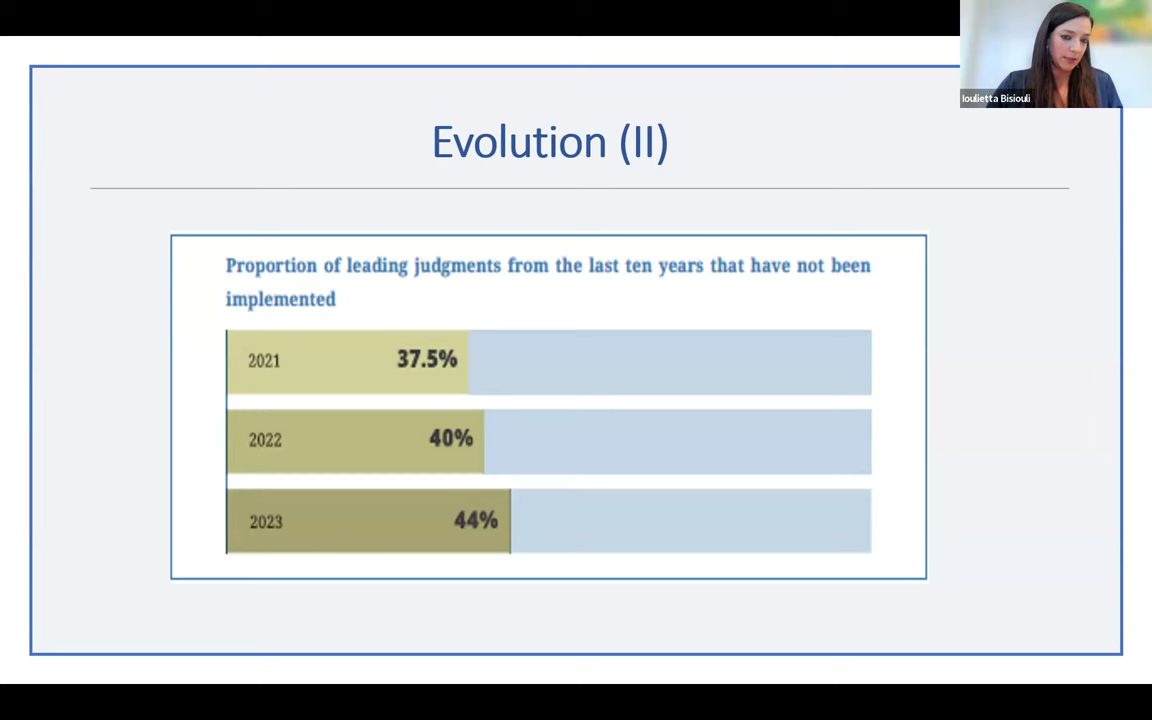 Ioulietta Bisiouli
Evolution (II)
Proportion of leading judgments from the last ten years that have not been
implemented
2021 37.5%
2022 40%
2023 44%